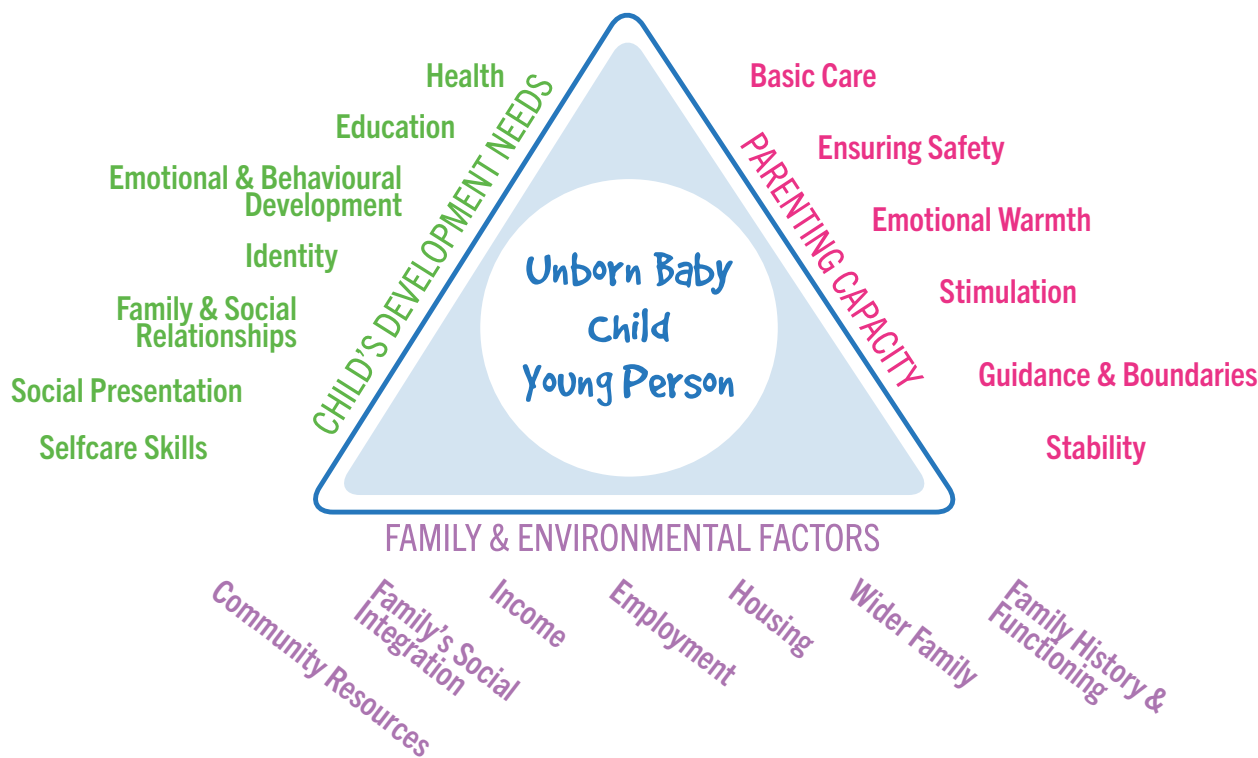 Health
Education
Emotional & Behavioural
Development
Identity
Family & Social
Relationships
Social Presentation
Selfcare Skills
CHILD'S DEVELOPMENT NEEDS
Unborn Baby
Child
Young Person
PARENTING CAPACITY
Basic Care
Ensuring Safety
Emotional Warmth
Stimulation
Guidance & Boundaries
Stability
FAMILY & ENVIRONMENTAL FACTORS
Community Resources
Family's Social
Integration
Income
Employment
Housing
Wider Family
Family History &
Functioning